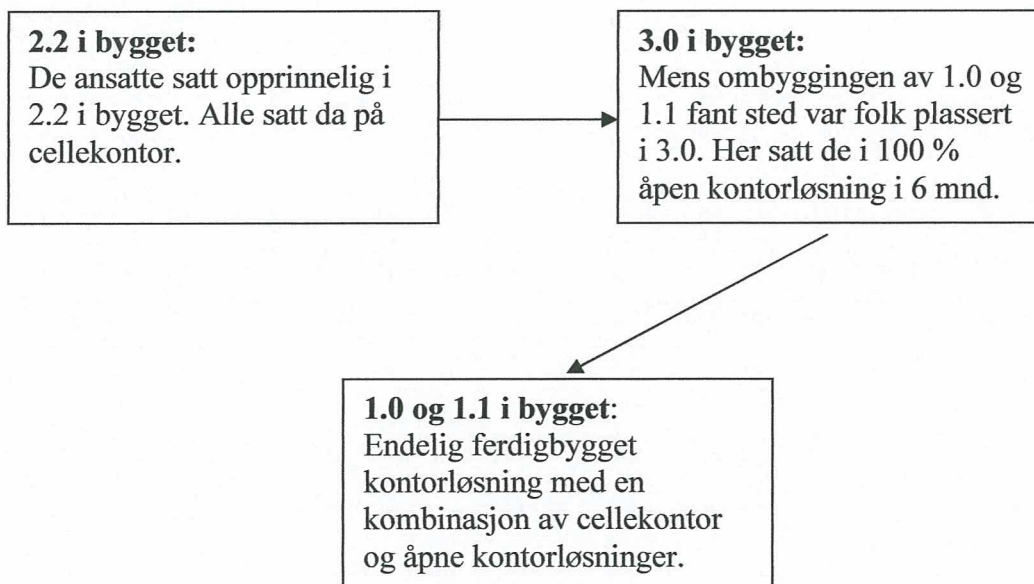 2.2 i bygget:
De ansatte satt opprinnelig i
2.2 i bygget. Alle satt da på
cellekontor.
3.0 i bygget:
Mens ombyggingen av 1.0 og
1.1 fant sted var folk plassert
i 3.0. Her satt de i 100 %
åpen kontorløsning i 6 mnd.
1.0 og 1.1 i bygget:
Endelig ferdigbygget
kontorløsning med en
kombinasjon av cellekontor
og åpne kontorløsninger.